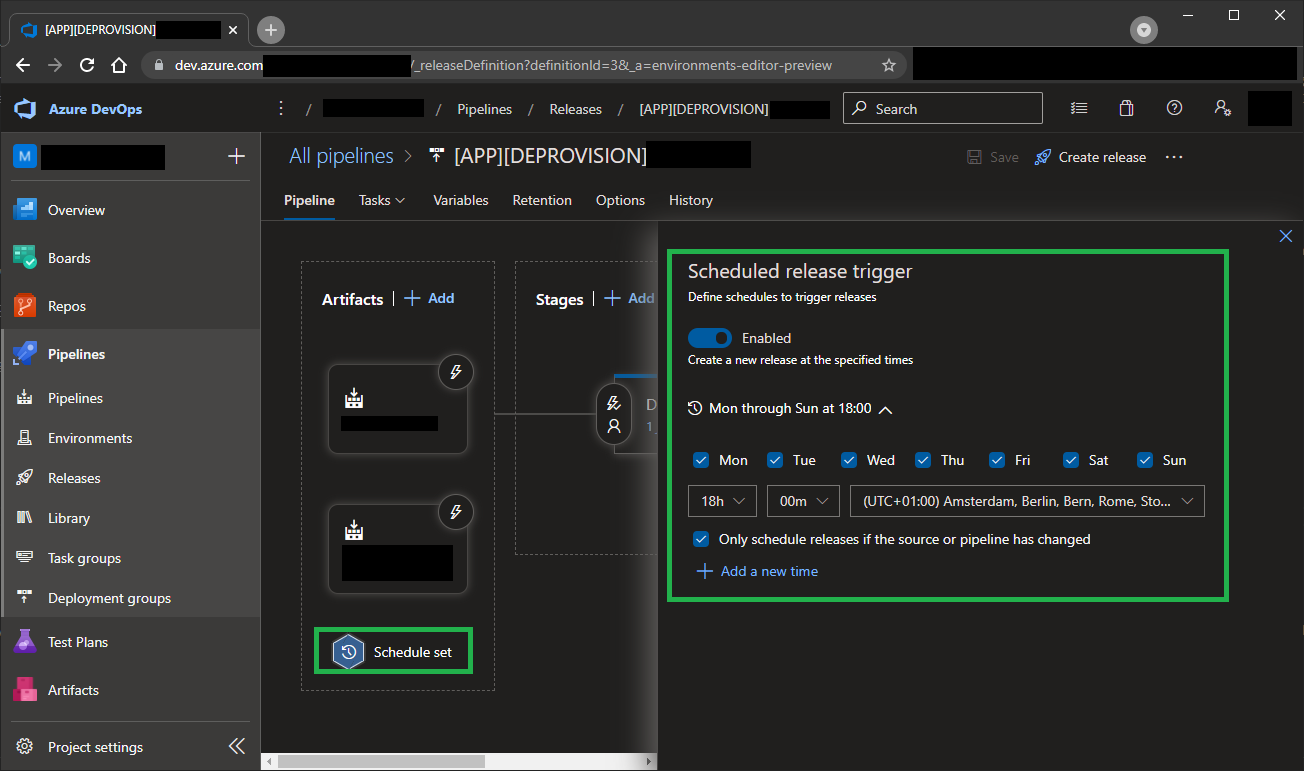 [APP][DEPROVISION]
dev.azure.com
/_releaseDefinition?definitionId=3&_a=environments-editor-preview
Azure DevOps
/ / Pipelines / Releases / [APP][DEPROVISION]
Search
M
All pipelines > [APP][DEPROVISION]
Save
Create release
Pipeline Tasks Variables Retention Options History
Overview
Boards
Repos
Pipelines
Pipelines
Environments
Releases
Library
Task groups
Deployment groups
Test Plans
Artifacts
Project settings
Artifacts | + Add
Stages | + Add
D
1_
Schedule set
Scheduled release trigger
Define schedules to trigger releases
Enabled
Create a new release at the specified times
Mon through Sun at 18:00
Mon Tue Wed Thu Fri Sat Sun
18h 00m (UTC+01:00) Amsterdam, Berlin, Bern, Rome, Sto...
Only schedule releases if the source or pipeline has changed
+ Add a new time